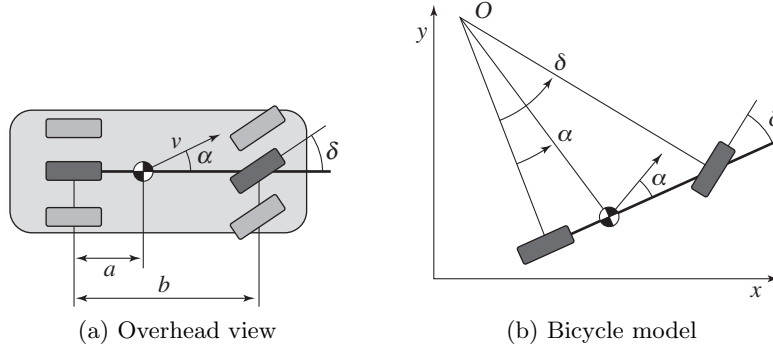 v
α
δ
a
b
(a) Overhead view
y
O
δ
α
α
δ
x
(b) Bicycle model